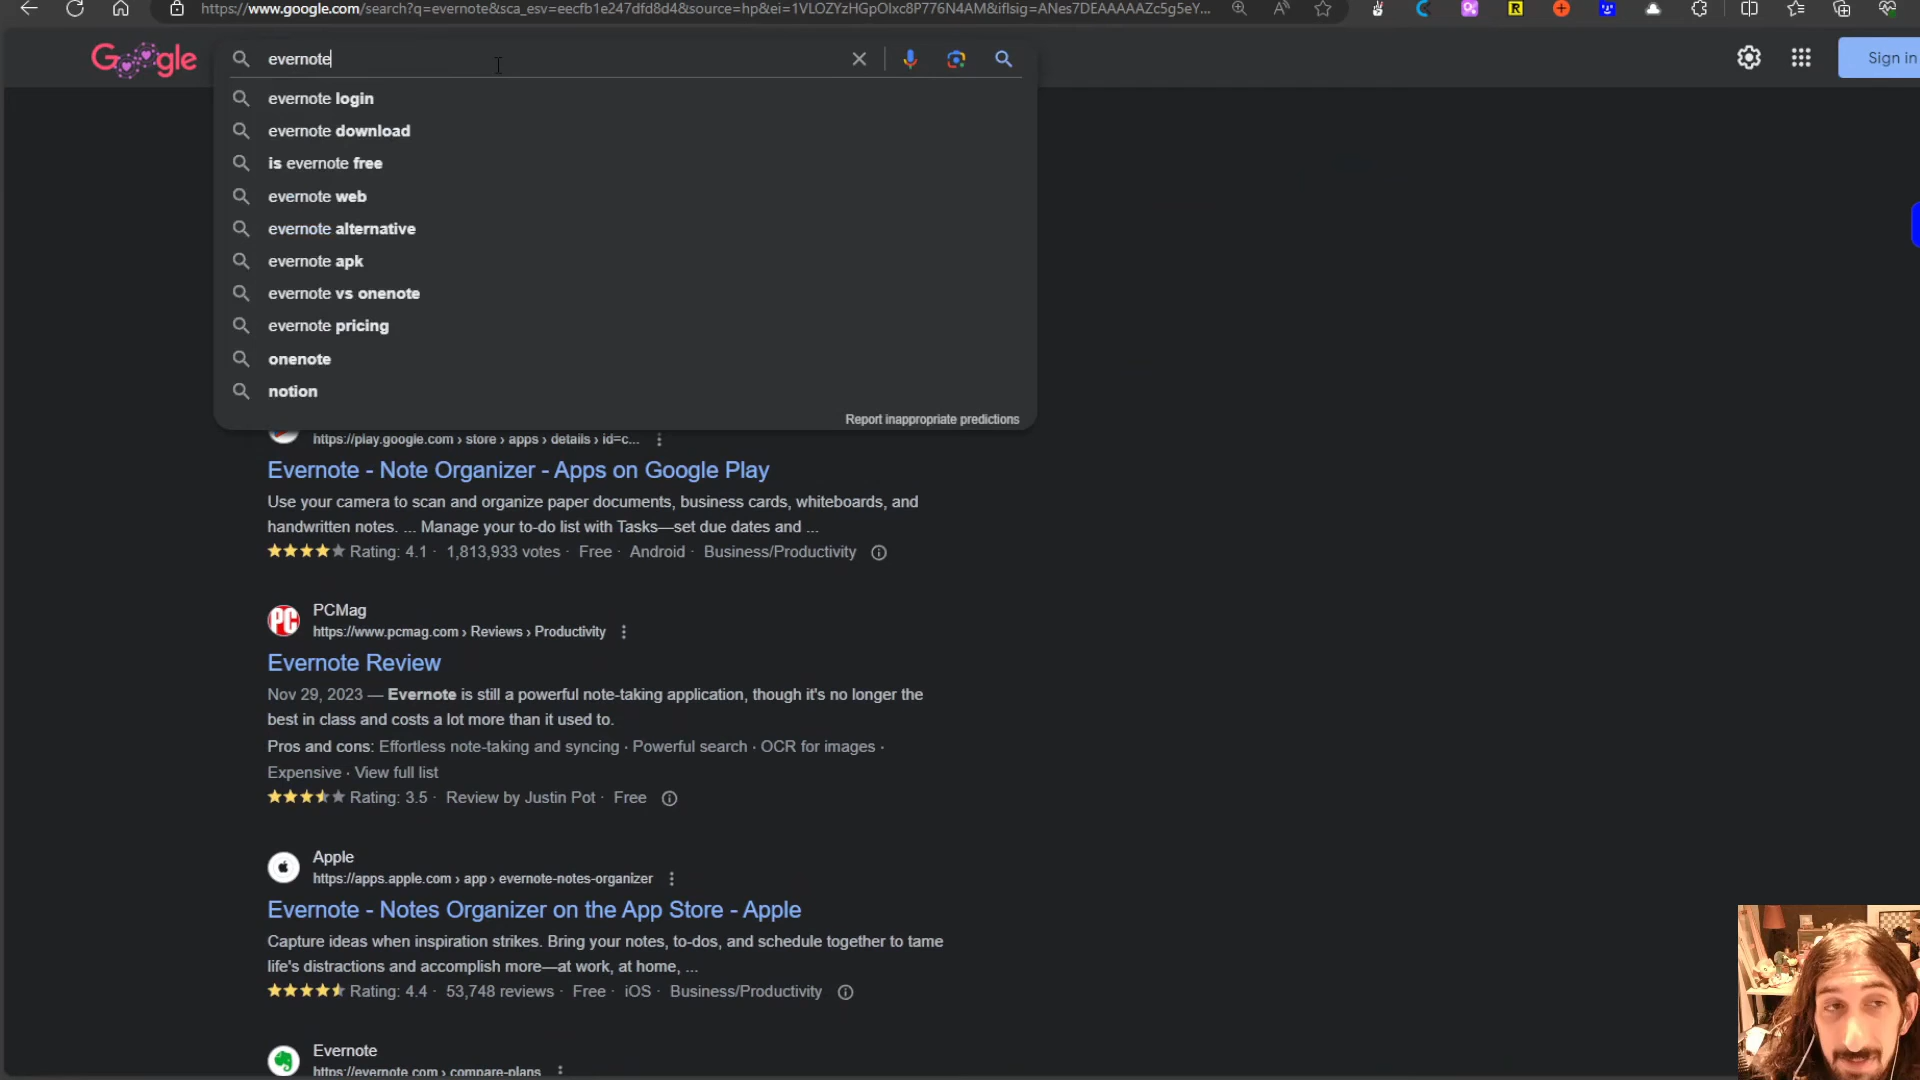 https://www.google.com/search?q=evernote&sca_esv=eecfb1e247dfd8d4&source=hp&ei=1VLOZYzHGpOlxc8P776N4AM&iflsig=ANes7DEAAAAAZc5g5eY...
Google
evernote
Sign in
evernote login
evernote download
is evernote free
evernote web
evernote alternative
evernote apk
evernote vs onenote
evernote pricing
onenote
notion
Report inappropriate predictions
https://play.google.com › store › apps › details › id=c...
Evernote - Note Organizer - Apps on Google Play
Use your camera to scan and organize paper documents, business cards, whiteboards, and
handwritten notes. ... Manage your to-do list with Tasks—set due dates and ...
Rating: 4.1 · 1,813,933 votes · Free · Android · Business/Productivity
PC
PCMag
https://www.pcmag.com › Reviews › Productivity
Evernote Review
Nov 29, 2023 — Evernote is still a powerful note-taking application, though it's no longer the
best in class and costs a lot more than it used to.
Pros and cons: Effortless note-taking and syncing · Powerful search · OCR for images ·
Expensive · View full list
Rating: 3.5 · Review by Justin Pot · Free
Apple
https://apps.apple.com › app › evernote-notes-organizer
Evernote - Notes Organizer on the App Store - Apple
Capture ideas when inspiration strikes. Bring your notes, to-dos, and schedule together to tame
life's distractions and accomplish more—at work, at home, ...
Rating: 4.4 · 53,748 reviews · Free · iOS · Business/Productivity
Evernote
https://evernote.com › compare-plans